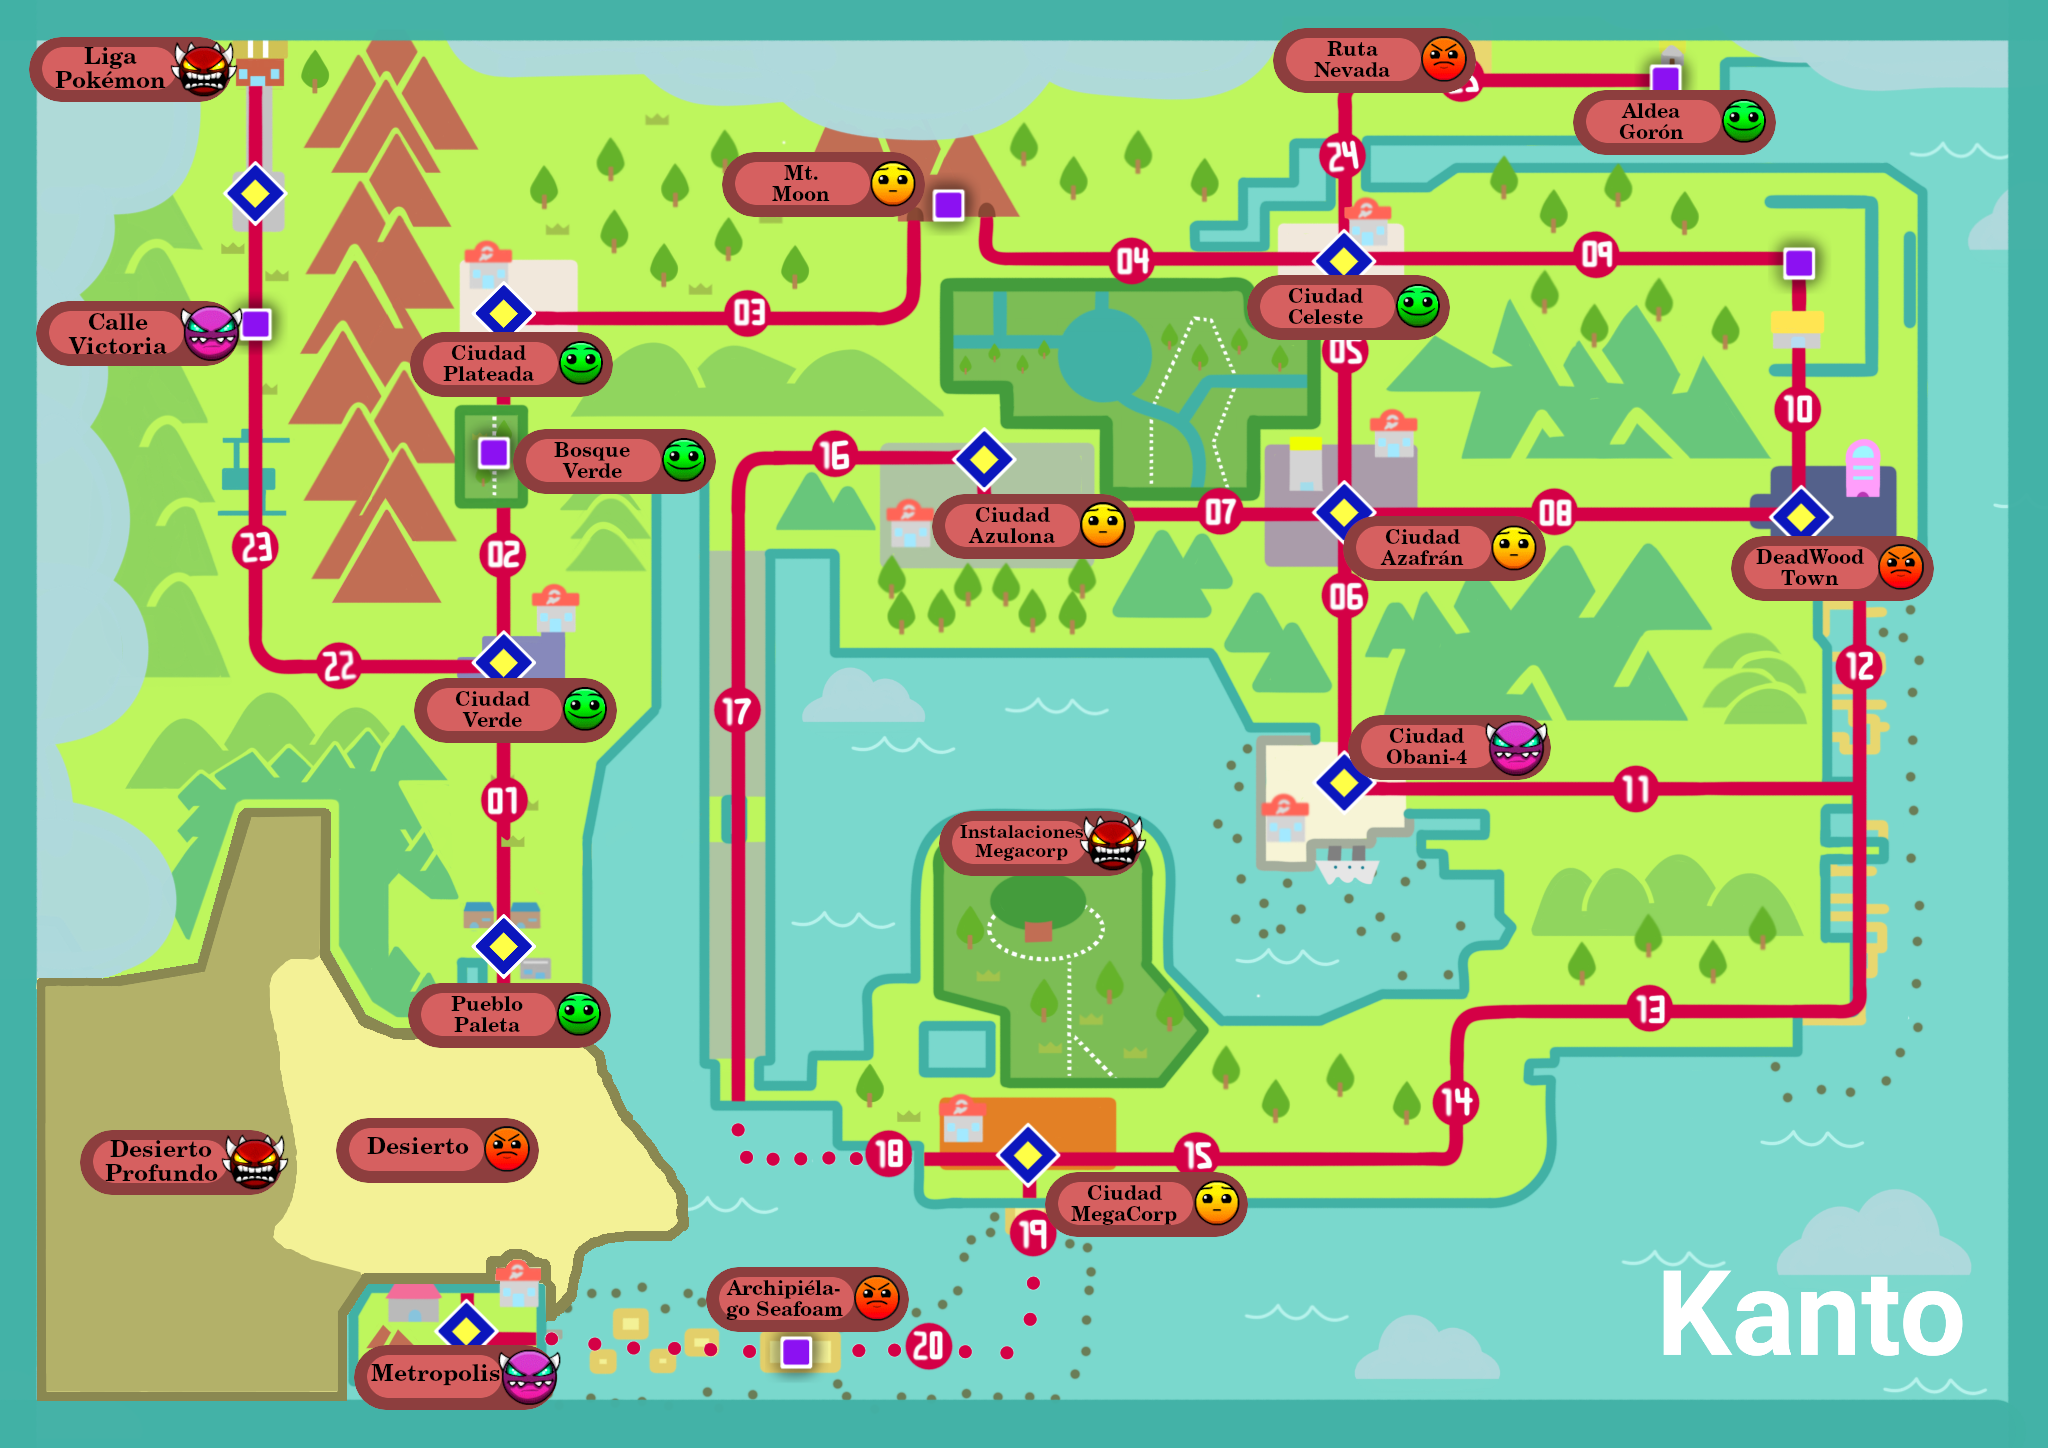 Liga
Pokémon
Ruta
Nevada
Aldea
Gorón
24
Mt.
Moon
04
09
Ciudad
Celeste
03
Calle
Victoria
Ciudad
Plateada
05
10
Bosque
Verde
16
Ciudad
Azulona
07
08
Ciudad
Azafrán
DeadWood
Town
23
02
06
12
22
Ciudad
Verde
17
Ciudad
Obani-4
11
01
Instalaciones
Megacorp
Pueblo
Paleta
13
14
Desierto
Profundo
Desierto
18
15
Ciudad
MegaCorp
19
Archipiéla-
go Seafoam
20
Metropolis
Kanto